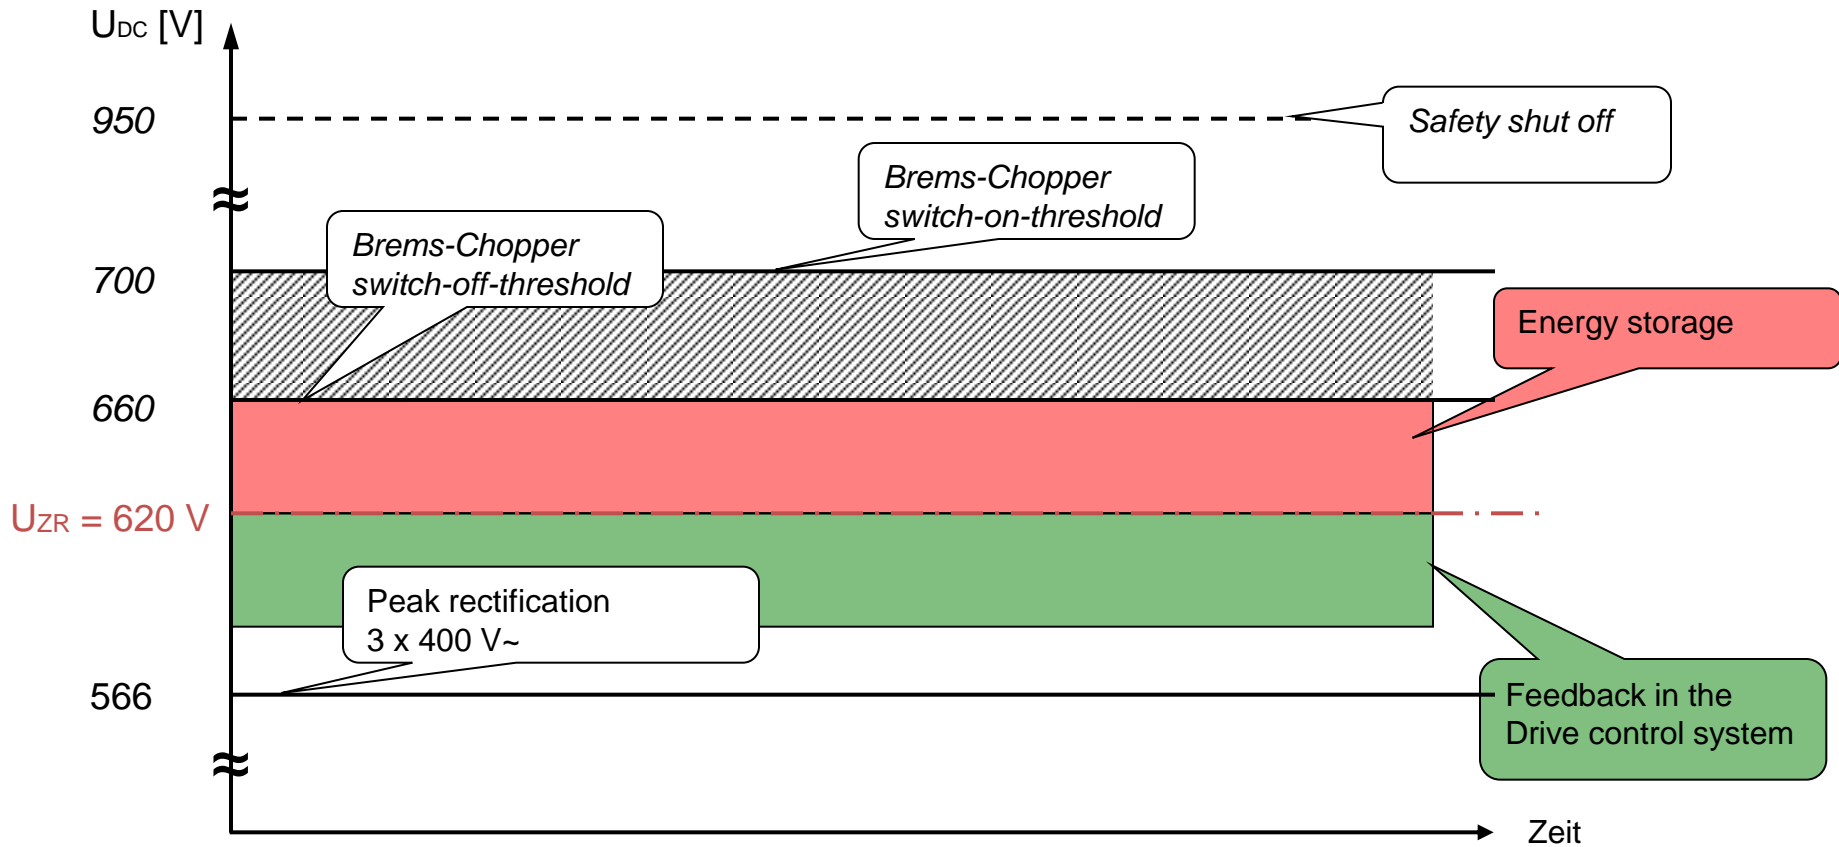 UDC [V]
950
Safety shut off
Brems-Chopper
switch-on-threshold
Brems-Chopper
switch-off-threshold
700
Energy storage
660
UZR = 620 V
Peak rectification
3 x 400 V~
566
Feedback in the
Drive control system
Zeit